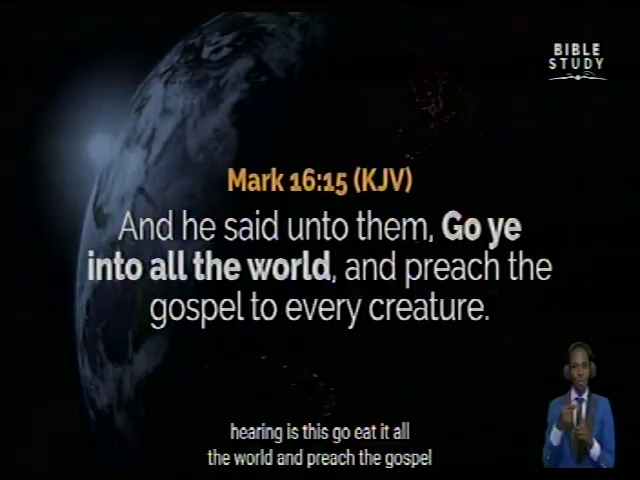 BIBLE
STUDY
Mark 16:15 (KJV)
And he said unto them, Go ye
into all the world, and preach the
gospel to every creature.
hearing is this go eat it all
the world and preach the gospel